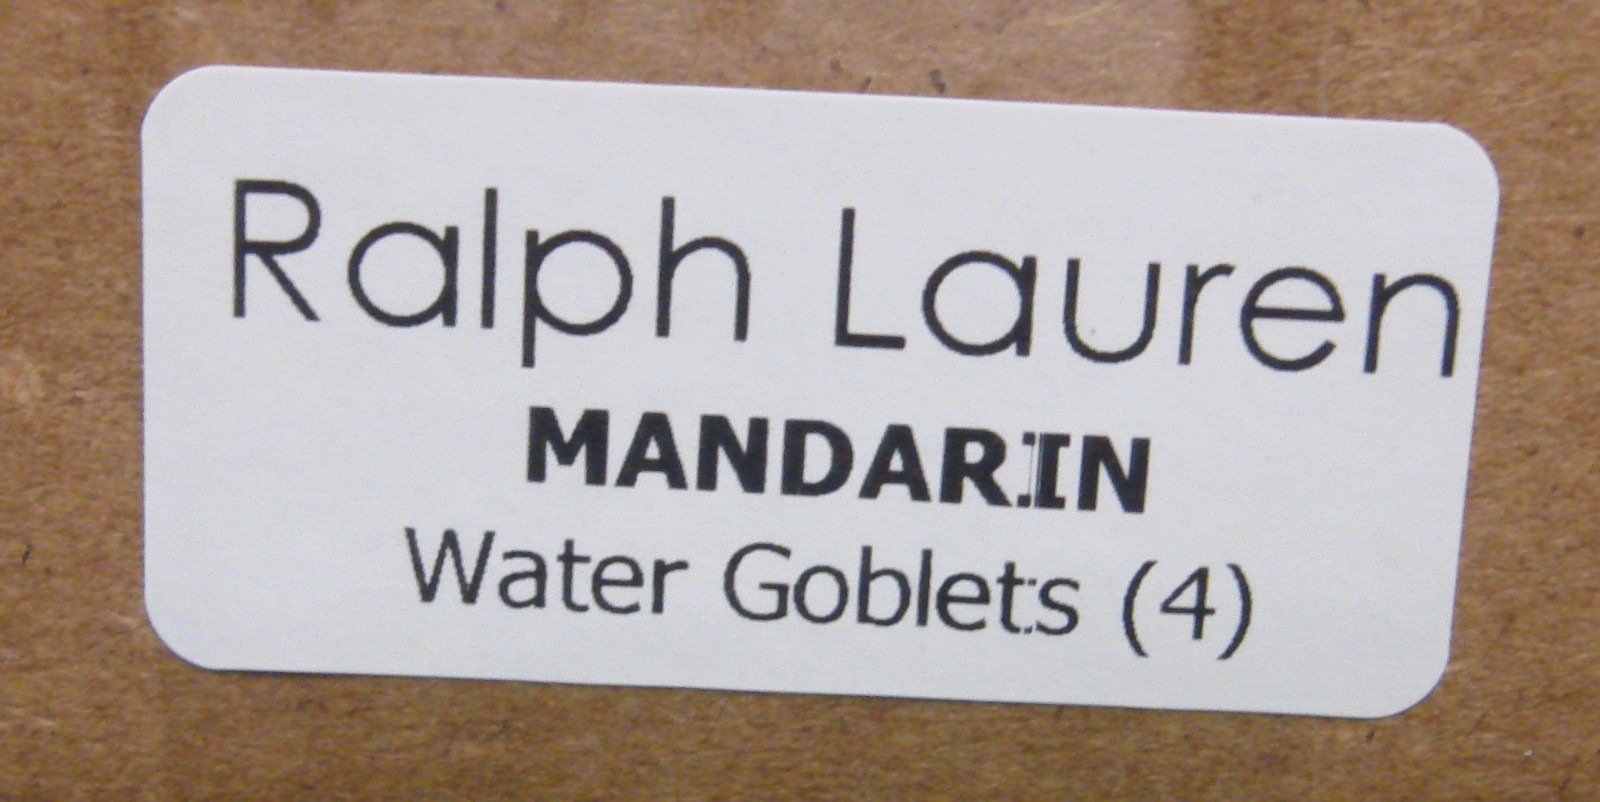 Ralph Lauren
MANDARIN
Water Goblets (4)